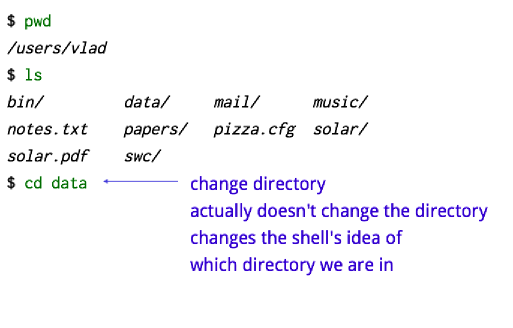 $ pwd
/users/vlad
$ ls
bin/ data/ mail/ music/
notes.txt papers/ pizza.cfg solar/
solar.pdf swc/
$ cd data change directory
actually doesn't change the directory
changes the shell's idea of
which directory we are in